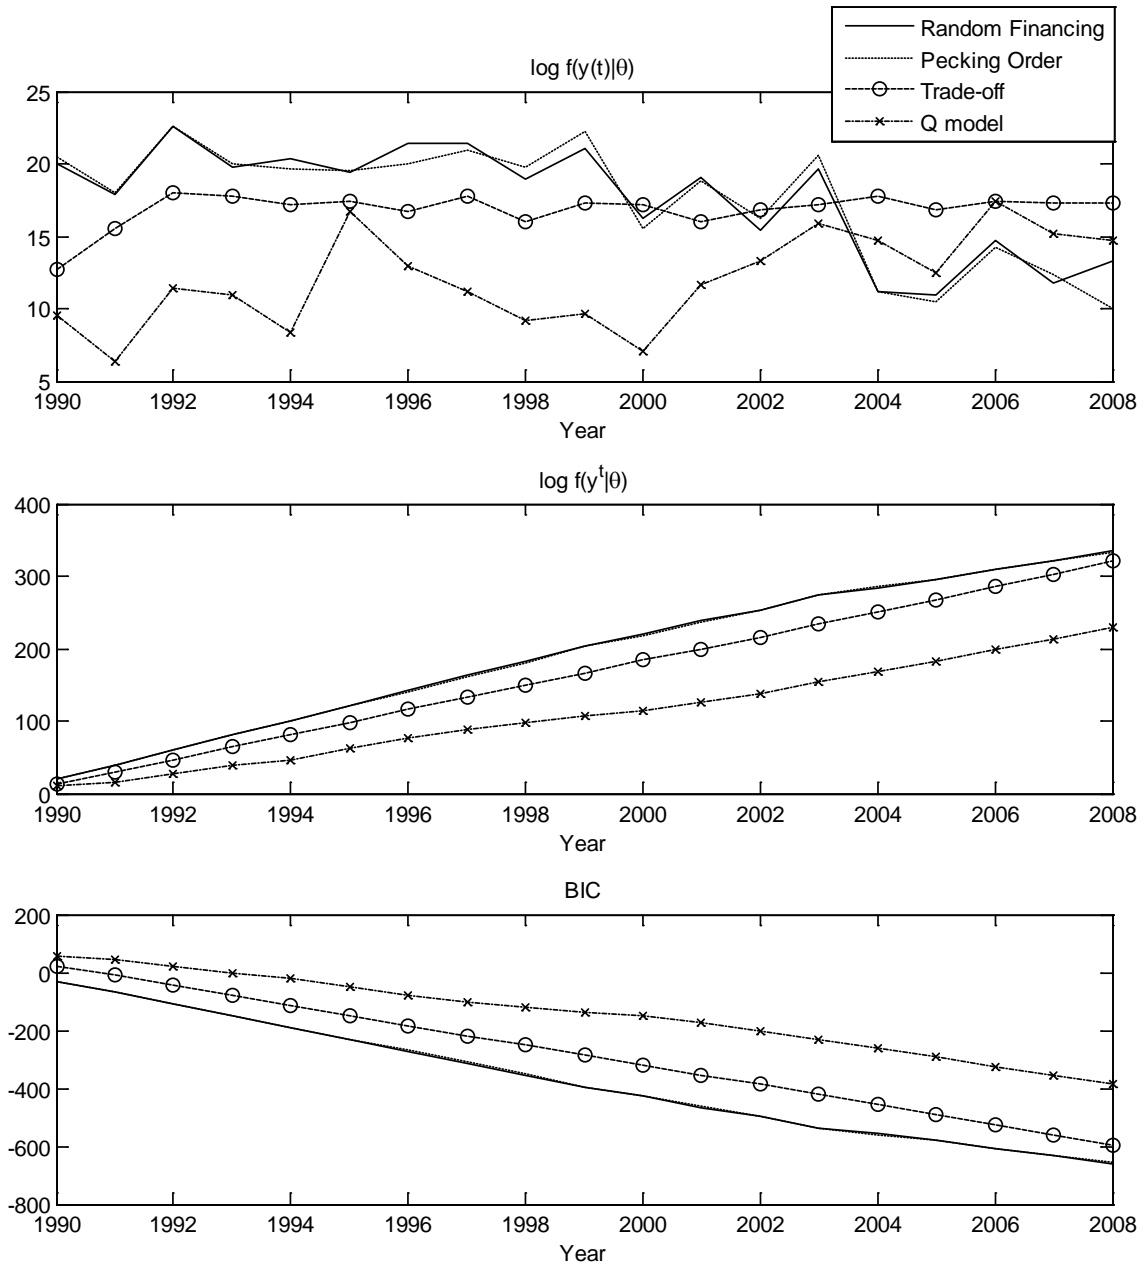 Random Financing
Pecking Order
Trade-off
Q model
log f(y(t)|θ)
25
20
15
10
5
1990 1992 1994 1996 1998 2000 2002 2004 2006 2008
Year
log f(y^t|θ)
400
300
200
100
0
1990 1992 1994 1996 1998 2000 2002 2004 2006 2008
Year
BIC
200
0
-200
-400
-600
-800
1990 1992 1994 1996 1998 2000 2002 2004 2006 2008
Year